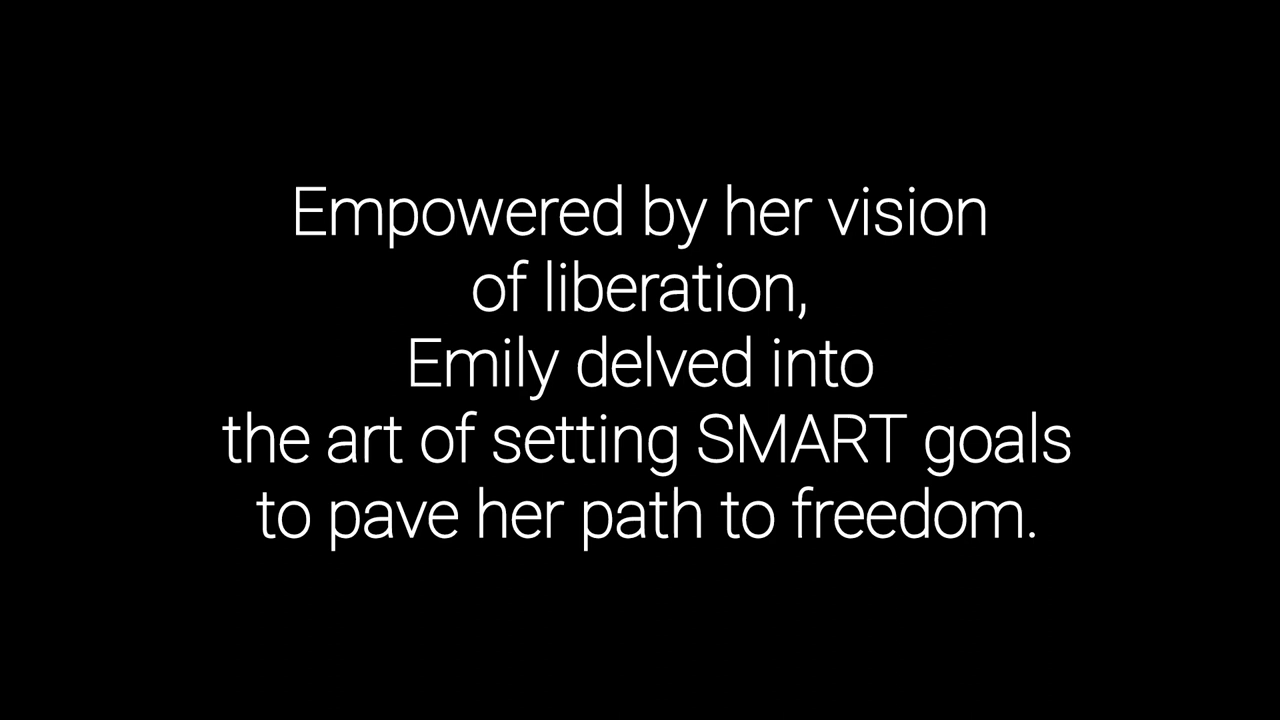 Empowered by her vision
of liberation,
Emily delved into
the art of setting SMART goals
to pave her path to freedom.